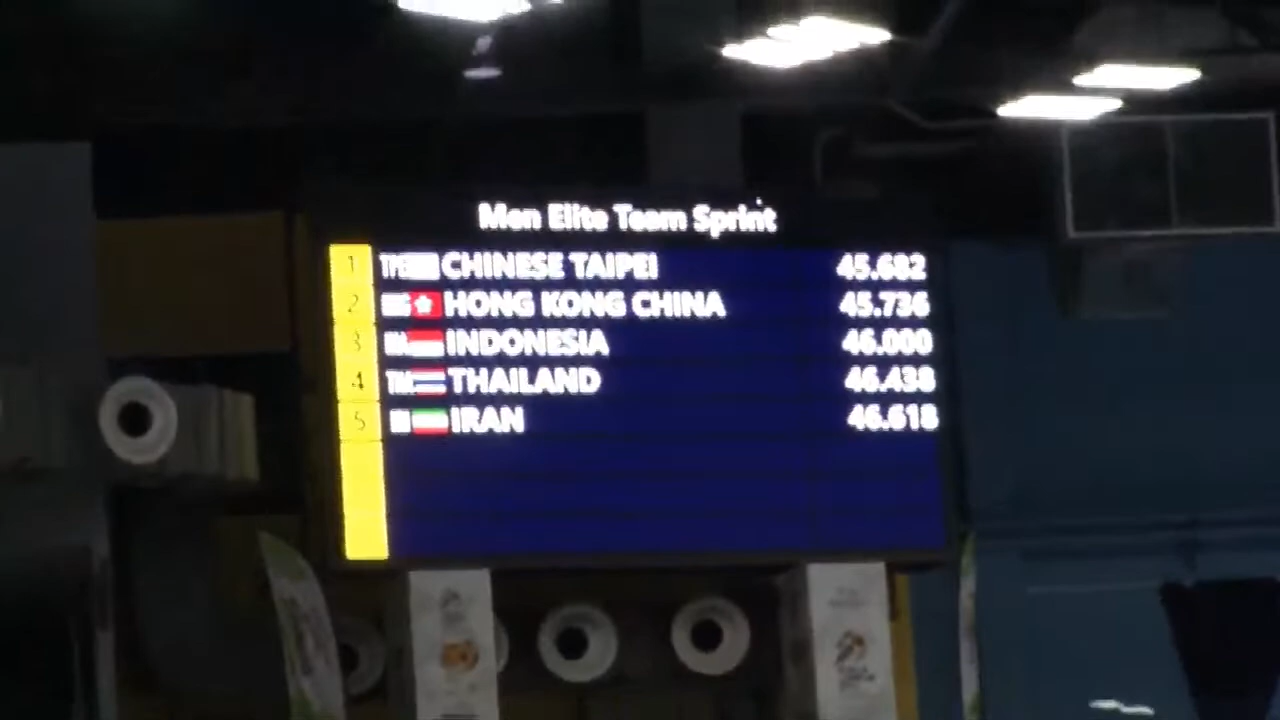 Men Elite Team Sprint
1 TPE CHINESE TAIPEI 45.682
2 HONG KONG CHINA 45.736
3 INDONESIA 46.000
4 THAILAND 46.438
5 IRAN 46.618